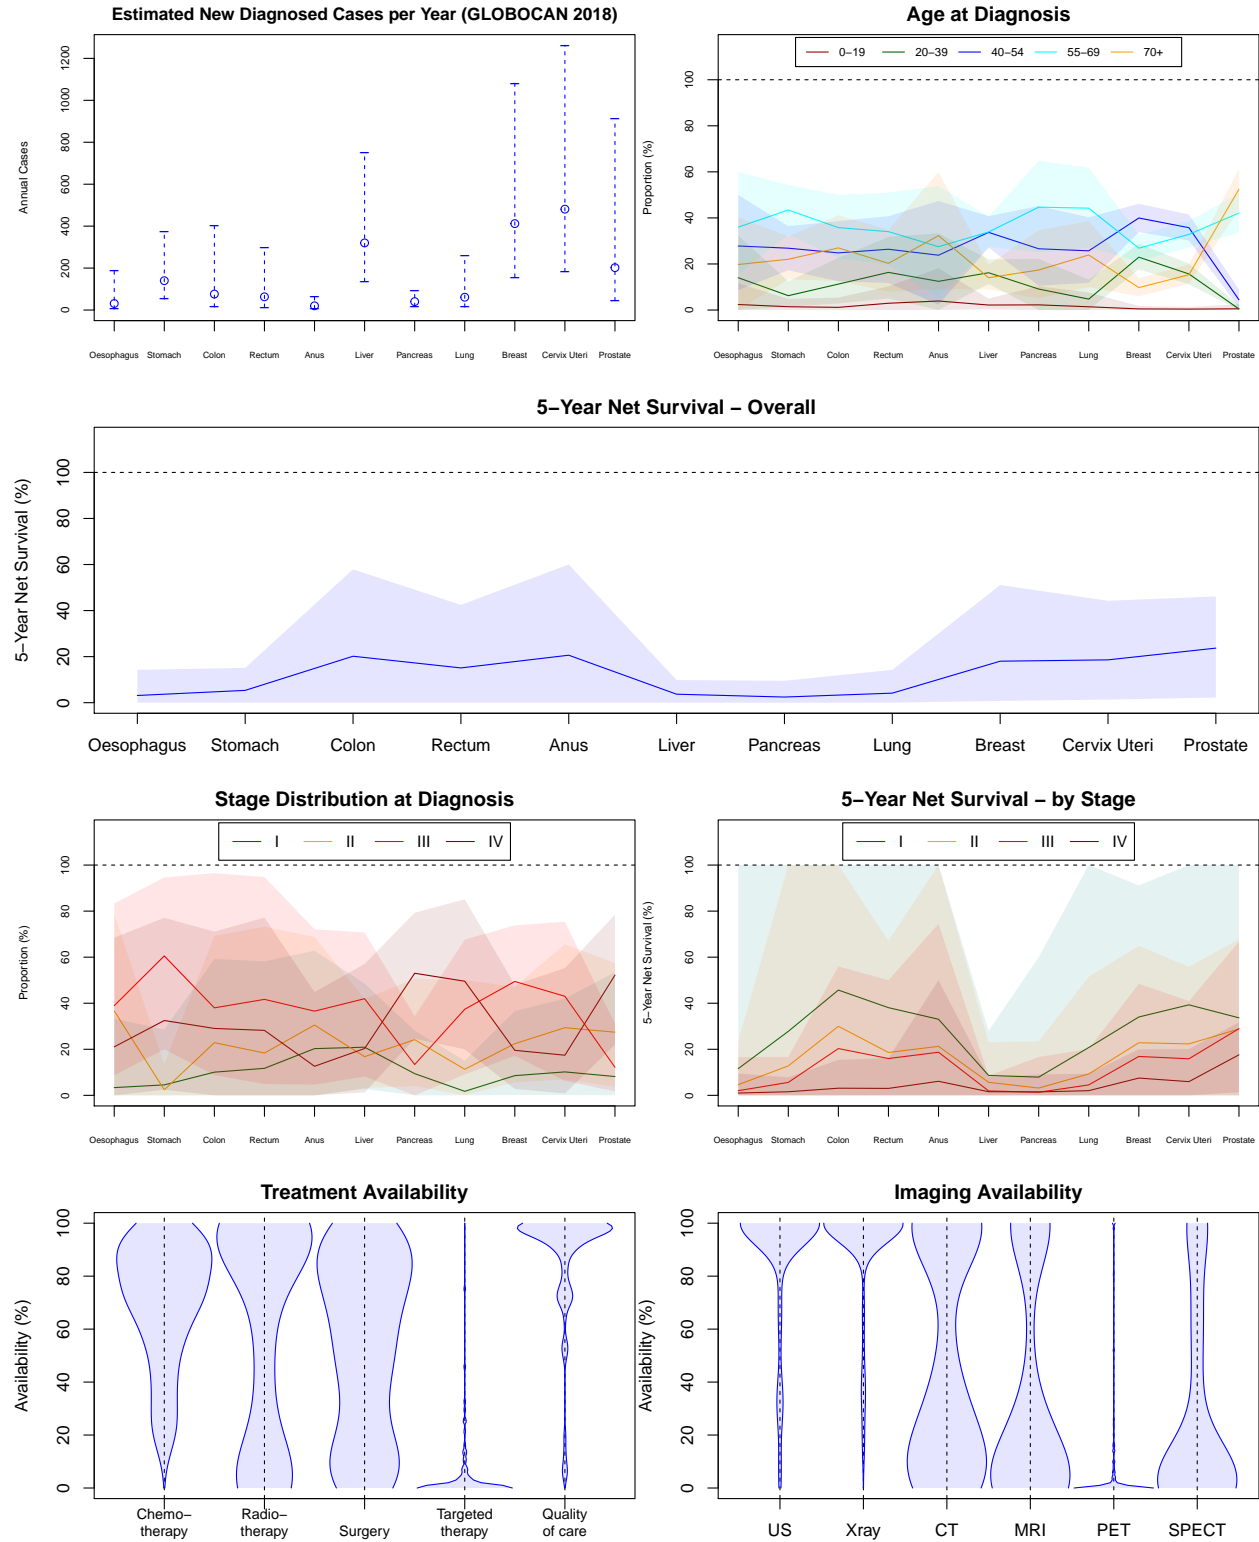 Estimated New Diagnosed Cases per Year (GLOBOCAN 2018)
Annual Cases
0 200 400 600 800 1000 1200
Oesophagus Stomach Colon Rectum Anus Liver Pancreas Lung Breast Cervix Uteri Prostate
Age at Diagnosis
0−19 20−39 40−54 55−69 70+
Proportion (%)
0 20 40 60 80 100
Oesophagus Stomach Colon Rectum Anus Liver Pancreas Lung Breast Cervix Uteri Prostate
5−Year Net Survival − Overall
5−Year Net Survival (%)
0 20 40 60 80 100
Oesophagus Stomach Colon Rectum Anus Liver Pancreas Lung Breast Cervix Uteri Prostate
Stage Distribution at Diagnosis
I II III IV
Proportion (%)
0 20 40 60 80 100
Oesophagus Stomach Colon Rectum Anus Liver Pancreas Lung Breast Cervix Uteri Prostate
5−Year Net Survival − by Stage
I II III IV
5−Year Net Survival (%)
0 20 40 60 80 100
Oesophagus Stomach Colon Rectum Anus Liver Pancreas Lung Breast Cervix Uteri Prostate
Treatment Availability
Availability (%)
0 20 40 60 80 100
Chemo−
therapy
Radio−
therapy
Surgery
Targeted
therapy
Quality
of care
Imaging Availability
Availability (%)
0 20 40 60 80 100
US Xray CT MRI PET SPECT